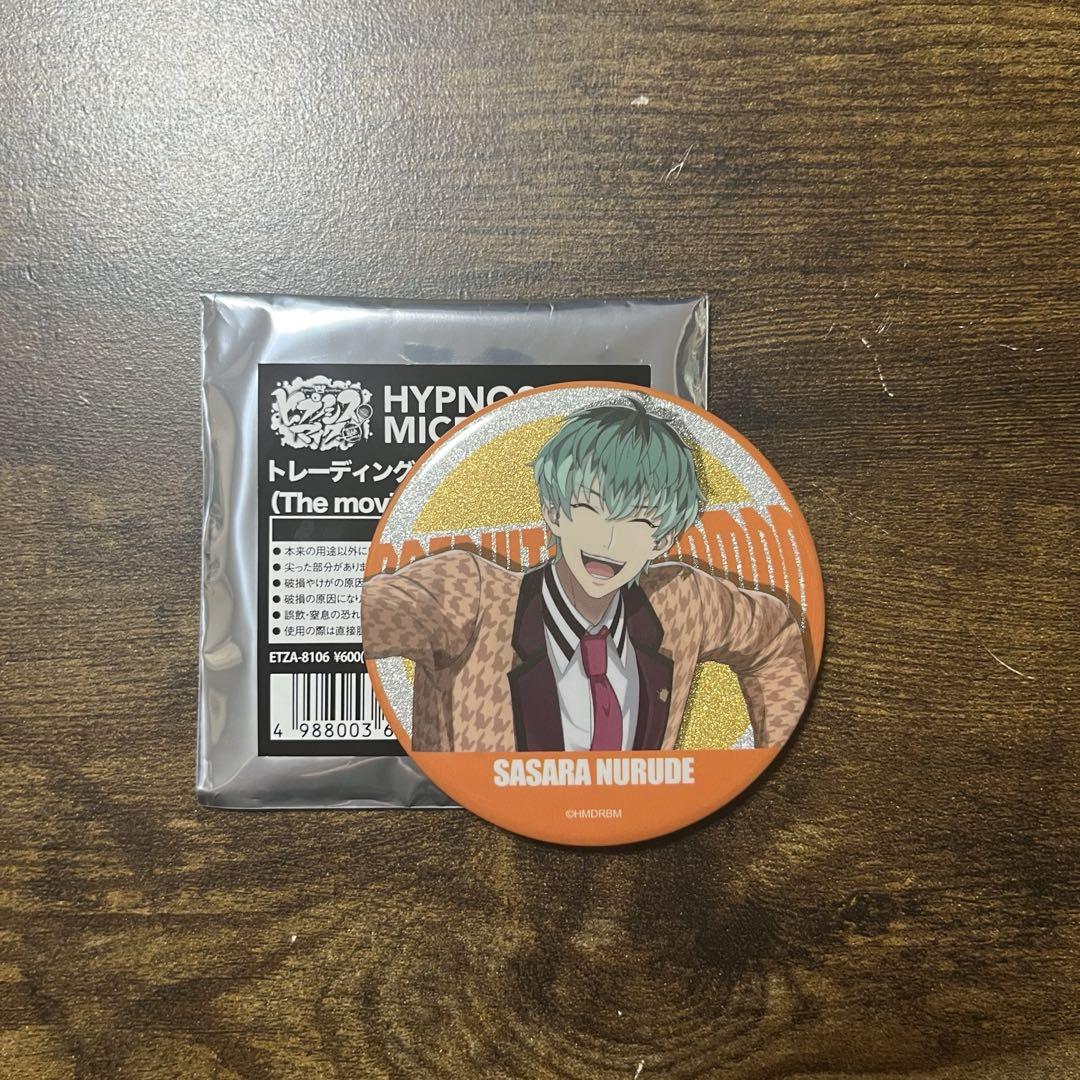 ヒプノシスマイク
HYPNOS
MIC
トレーディング
(The movi
● 本来の用途以外に
● 尖った部分がありま
● 破損やけがの原因
● 破損の原因になり
● 誤飲・窒息の恐れ
● 使用の際は直接肌
ETZA-8106 ¥600(
4 988003 6
SASARA NURUDE
©HMDRBM